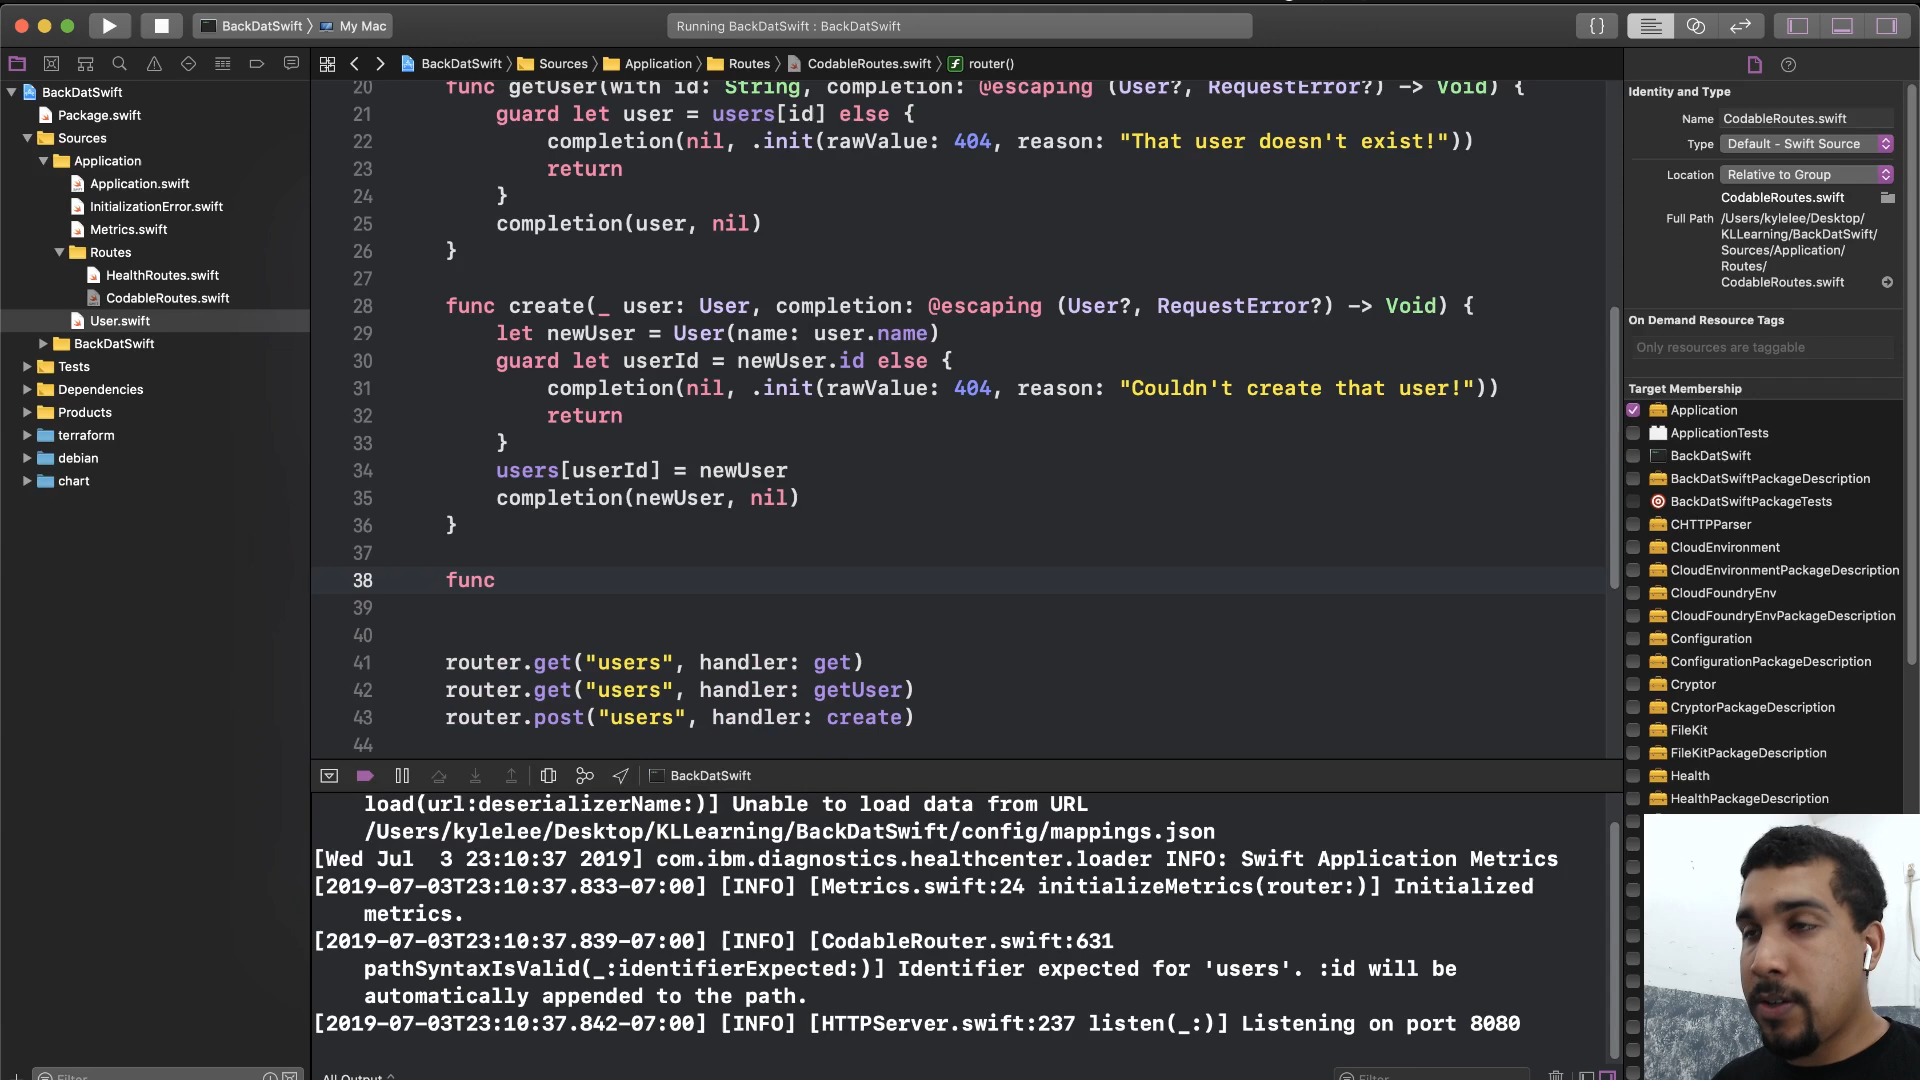 BackDatSwift
My Mac
Running BackDatSwift : BackDatSwift
BackDatSwift
Sources
Application
Routes
CodableRoutes.swift
router()
BackDatSwift
Package.swift
Sources
Application
Application.swift
InitializationError.swift
Metrics.swift
Routes
HealthRoutes.swift
CodableRoutes.swift
User.swift
BackDatSwift
Tests
Dependencies
Products
terraform
debian
chart
20 func getUser(with id: String, completion: @escaping (User?, RequestError?) -> Void) {
21 guard let user = users[id] else {
22 completion(nil, .init(rawValue: 404, reason: "That user doesn't exist!"))
23 return
24 }
25 completion(user, nil)
26 }
27
28 func create(_ user: User, completion: @escaping (User?, RequestError?) -> Void) {
29 let newUser = User(name: user.name)
30 guard let userId = newUser.id else {
31 completion(nil, .init(rawValue: 404, reason: "Couldn't create that user!"))
32 return
33 }
34 users[userId] = newUser
35 completion(newUser, nil)
36 }
37
38 func
39
40
41 router.get("users", handler: get)
42 router.get("users", handler: getUser)
43 router.post("users", handler: create)
44
BackDatSwift
load(url:deserializerName:)] Unable to load data from URL
/Users/kylelee/Desktop/KLLearning/BackDatSwift/config/mappings.json
[Wed Jul  3 23:10:37 2019] com.ibm.diagnostics.healthcenter.loader INFO: Swift Application Metrics
[2019-07-03T23:10:37.833-07:00] [INFO] [Metrics.swift:24 initializeMetrics(router:)] Initialized
metrics.
[2019-07-03T23:10:37.839-07:00] [INFO] [CodableRouter.swift:631
pathSyntaxIsValid(_:identifierExpected:)] Identifier expected for 'users'. :id will be
automatically appended to the path.
[2019-07-03T23:10:37.842-07:00] [INFO] [HTTPServer.swift:237 listen(_:)] Listening on port 8080
Filter
All Output
Filter
Identity and Type
Name CodableRoutes.swift
Type Default - Swift Source
Location Relative to Group
CodableRoutes.swift
Full Path /Users/kylelee/Desktop/
KLLearning/BackDatSwift/
Sources/Application/
Routes/
CodableRoutes.swift
On Demand Resource Tags
Only resources are taggable
Target Membership
Application
ApplicationTests
BackDatSwift
BackDatSwiftPackageDescription
BackDatSwiftPackageTests
CHTTPParser
CloudEnvironment
CloudEnvironmentPackageDescription
CloudFoundryEnv
CloudFoundryEnvPackageDescription
Configuration
ConfigurationPackageDescription
Cryptor
CryptorPackageDescription
FileKit
FileKitPackageDescription
Health
HealthPackageDescription